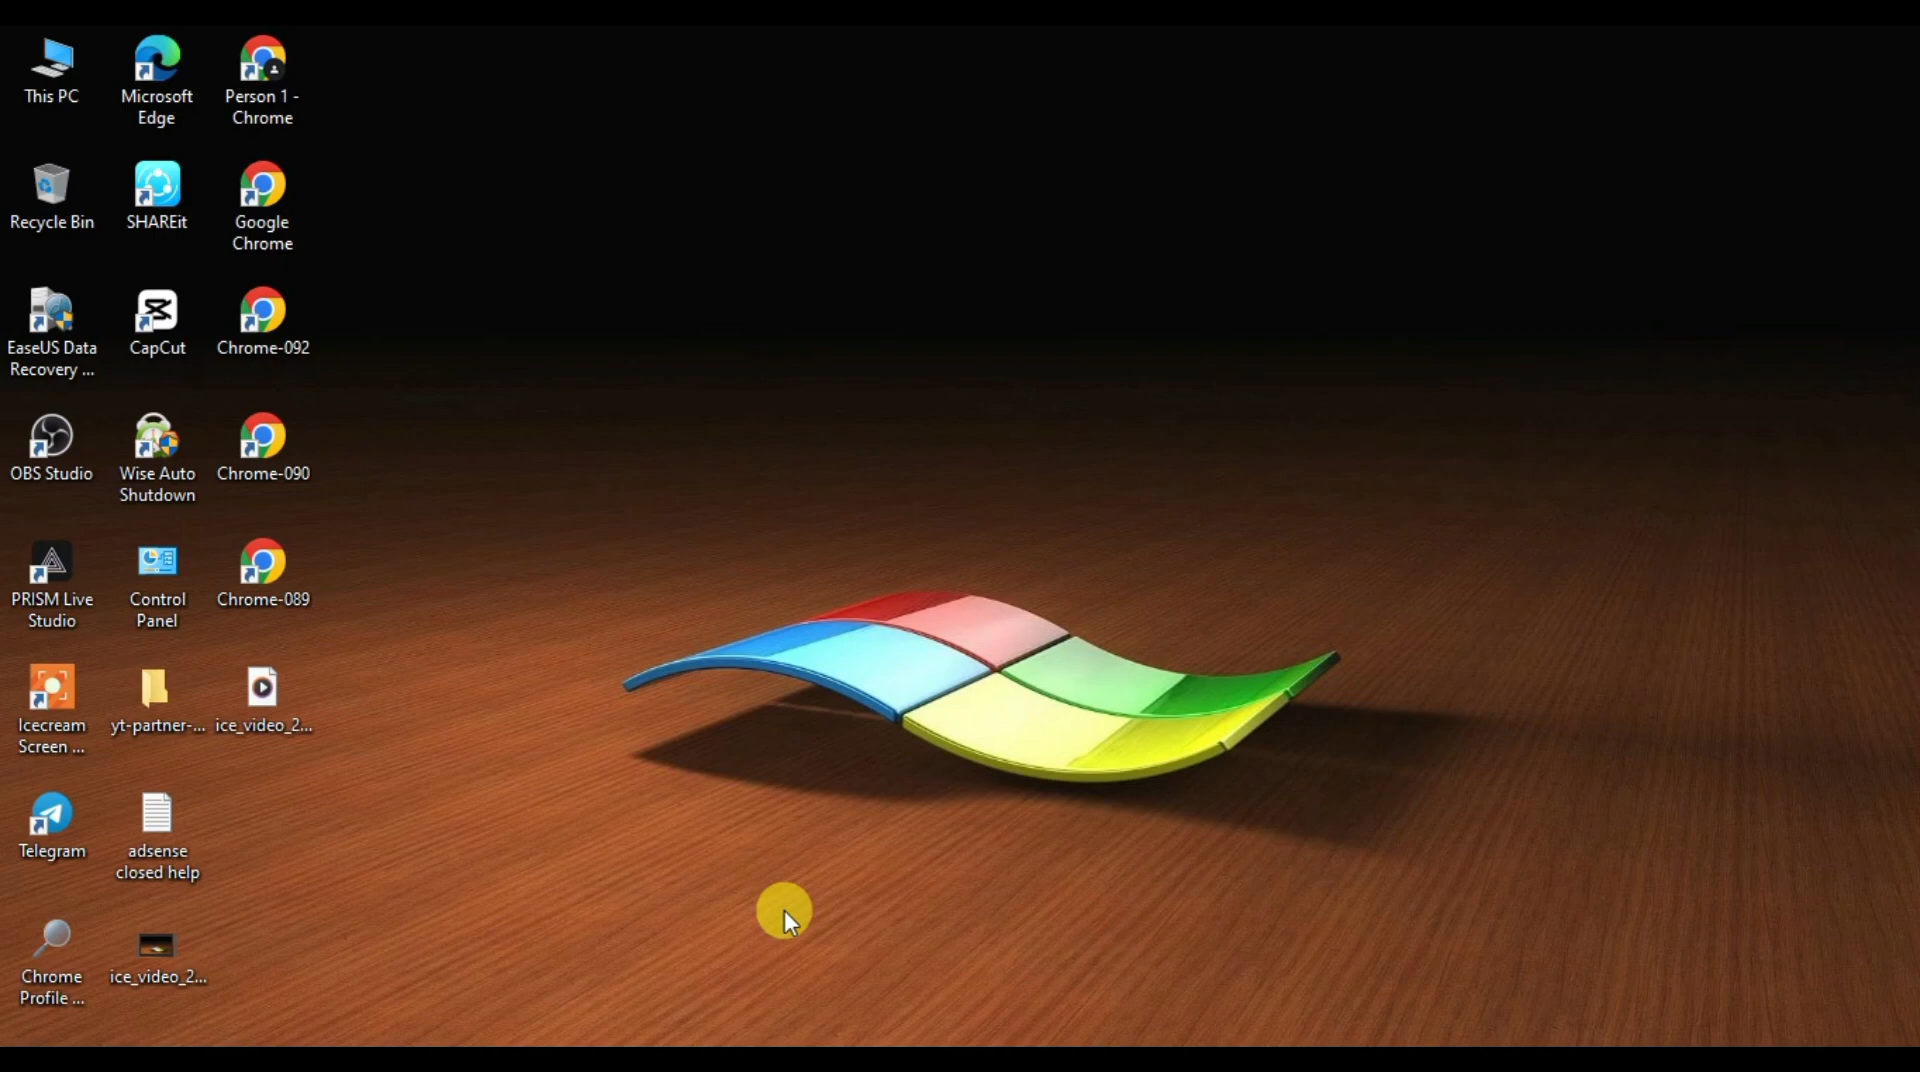 This PC
Microsoft
Edge
Person 1 -
Chrome
Recycle Bin
SHAREit
Google
Chrome
EaseUS Data
Recovery ...
CapCut
Chrome-092
OBS Studio
Wise Auto
Shutdown
Chrome-090
PRISM Live
Studio
Control
Panel
Chrome-089
Icecream
Screen ...
yt-partner-...
ice_video_2...
Telegram
adsense
closed help
Chrome
Profile ...
ice_video_2...